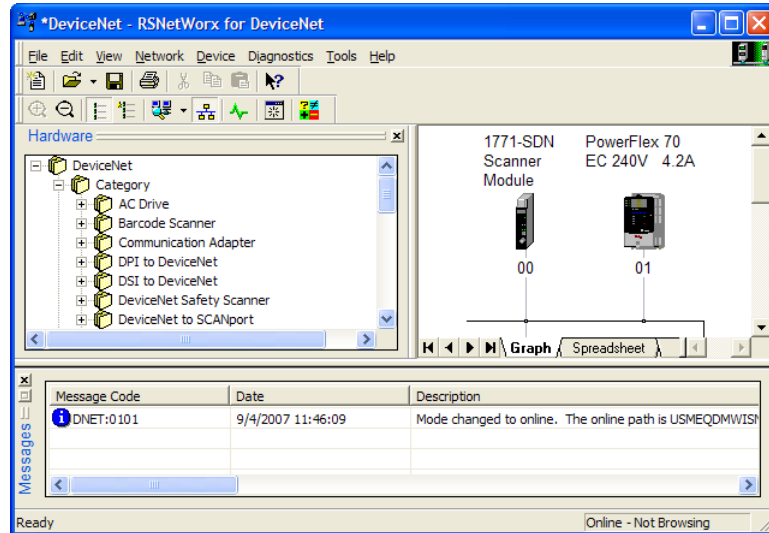 *DeviceNet - RSNetWorx for DeviceNet
File Edit View Network Device Diagnostics Tools Help
Hardware
DeviceNet
Category
AC Drive
Barcode Scanner
Communication Adapter
DPI to DeviceNet
DSI to DeviceNet
DeviceNet Safety Scanner
DeviceNet to SCANport
1771-SDN
Scanner
Module
00
PowerFlex 70
EC 240V 4.2A
01
Graph Spreadsheet
Messages
Message Code Date Description
DNET:0101 9/4/2007 11:46:09 Mode changed to online. The online path is USMEQDMWISN
Ready Online - Not Browsing